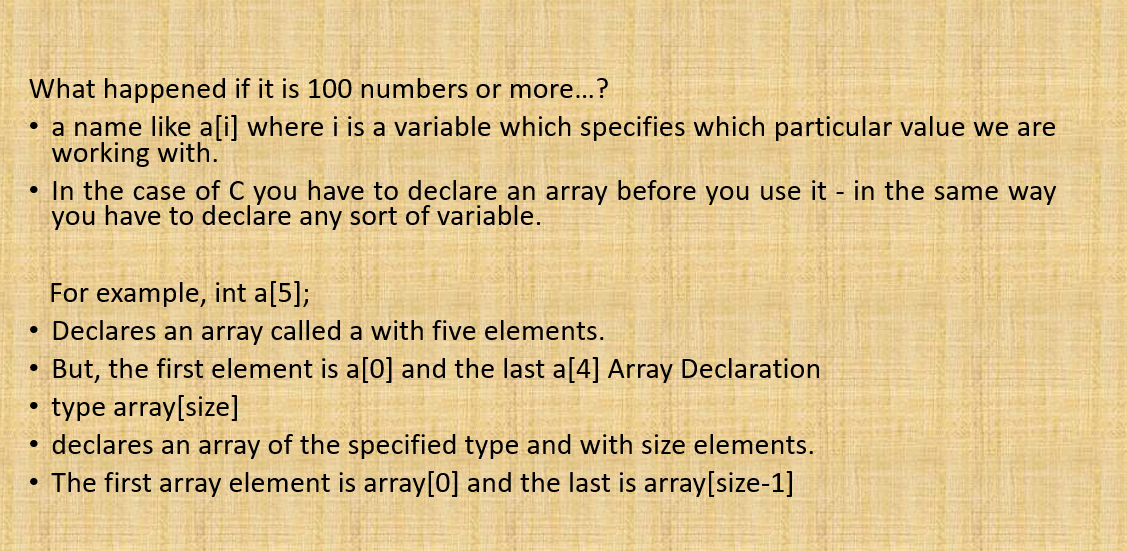 What happened if it is 100 numbers or more...?
• a name like a[i] where i is a variable which specifies which particular value we are
working with.
• In the case of C you have to declare an array before you use it - in the same way
you have to declare any sort of variable.
For example, int a[5];
• Declares an array called a with five elements.
• But, the first element is a[0] and the last a[4] Array Declaration
• type array[size]
• declares an array of the specified type and with size elements.
• The first array element is array[0] and the last is array[size-1]